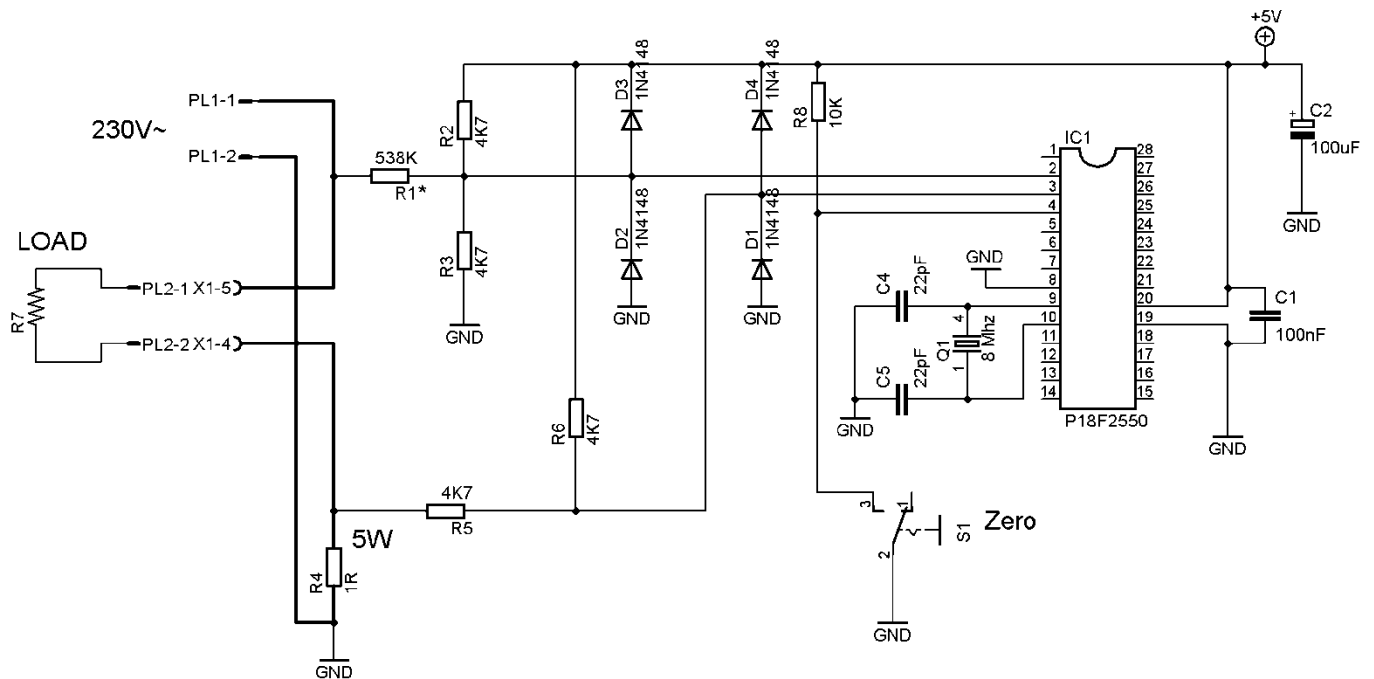 +5V
PL1-1
230V~
PL1-2
538K
R1*
R2
4K7
R3
4K7
GND
D3
1N4148
D4
1N4148
R8
10K
D2
1N4148
GND
D1
1N4148
GND
C2
+
100uF
GND
IC1
1
2
3
4
5
6
7
8
9
10
11
12
13
14
28
27
26
25
24
23
22
21
20
19
18
17
16
15
P18F2550
GND
C4
22pF
C5
22pF
GND
4
Q1
8 Mhz
1
C1
100nF
GND
LOAD
R7
PL2-1 X1-5
PL2-2 X1-4
R6
4K7
4K7
R5
5W
R4
1R
GND
3
1
2
S1
Zero
GND